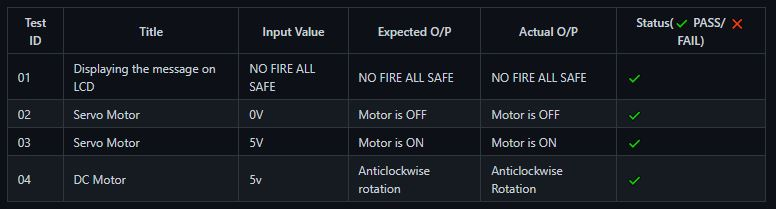 Test ID Title Input Value Expected O/P Actual O/P Status(✓ PASS/ ❌ FAIL)
01 Displaying the message on LCD NO FIRE ALL SAFE NO FIRE ALL SAFE NO FIRE ALL SAFE ✓
02 Servo Motor 0V Motor is OFF Motor is OFF ✓
03 Servo Motor 5V Motor is ON Motor is ON ✓
04 DC Motor 5v Anticlockwise rotation Anticlockwise Rotation ✓